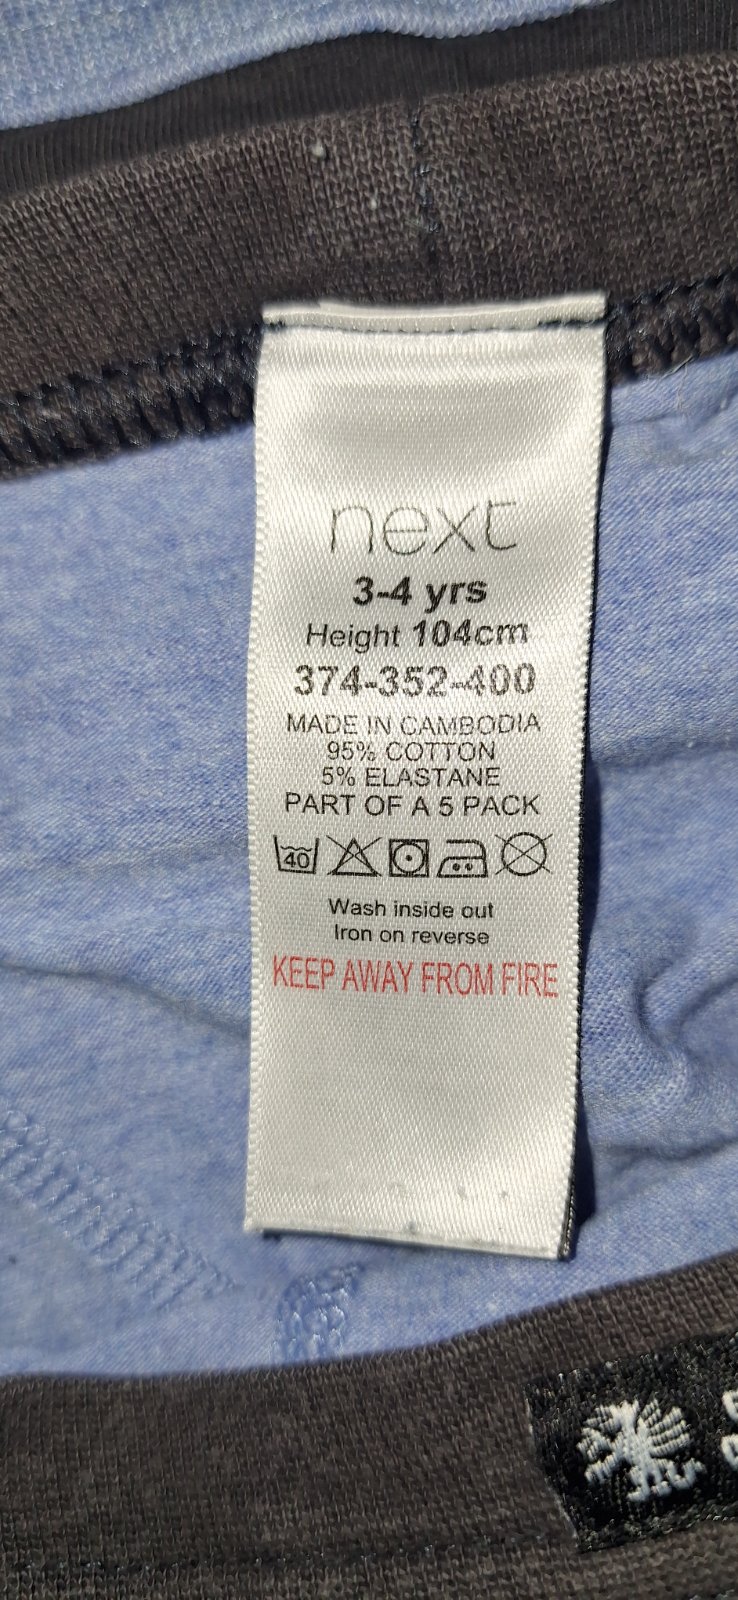 next
3-4 yrs
Height 104cm
374-352-400
MADE IN CAMBODIA
95% COTTON
5% ELASTANE
PART OF A 5 PACK
40
Wash inside out
Iron on reverse
KEEP AWAY FROM FIRE